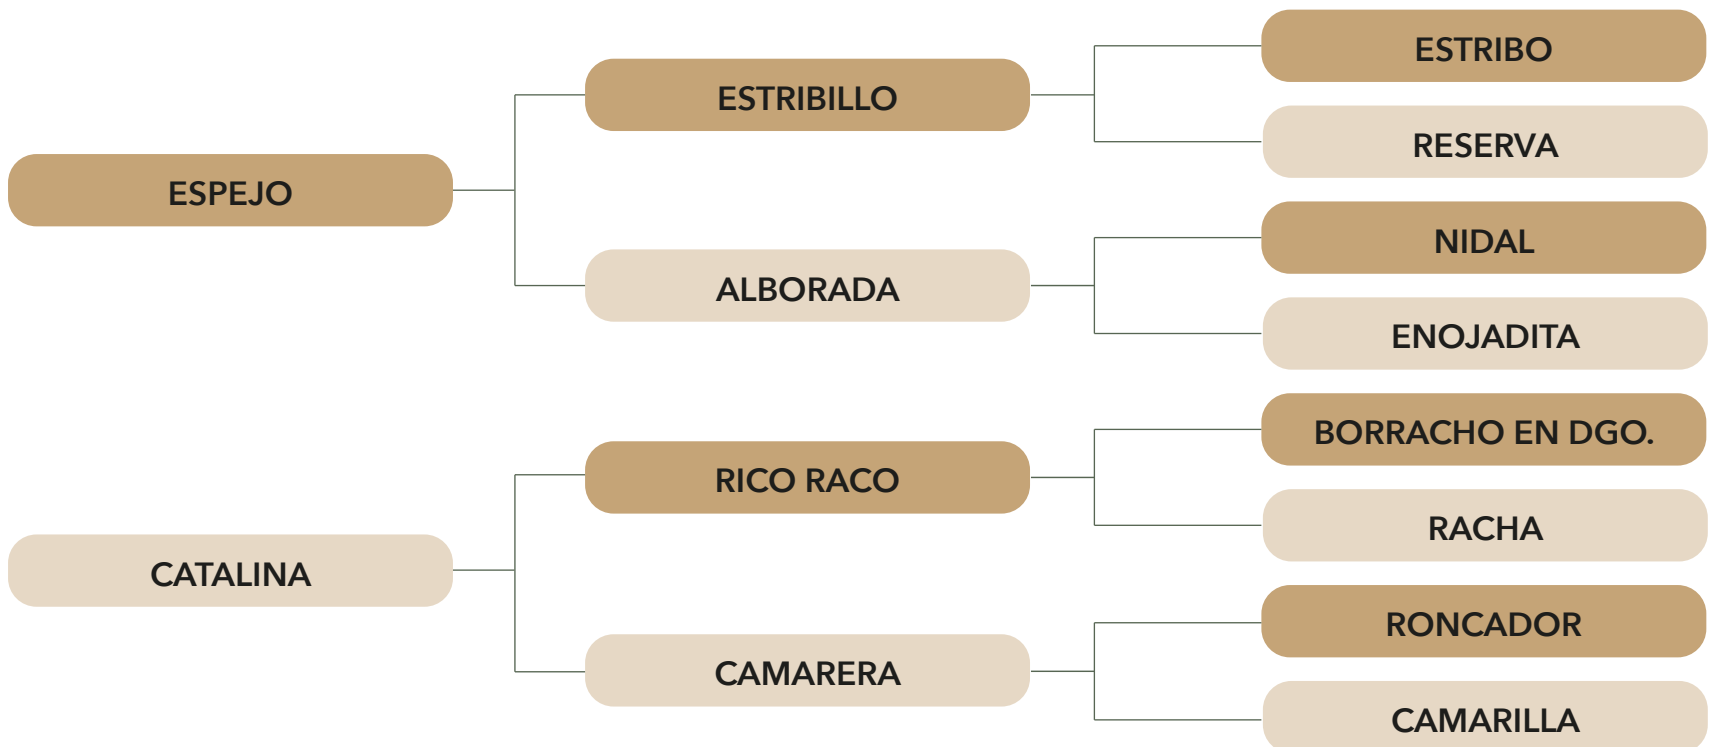 ESPEJO
ESTRIBILLO
ESTRIBO
RESERVA
ALBORADA
NIDAL
ENOJADITA
CATALINA
RICO RACO
BORRACHO EN DGO.
RACHA
CAMARERA
RONCADOR
CAMARILLA